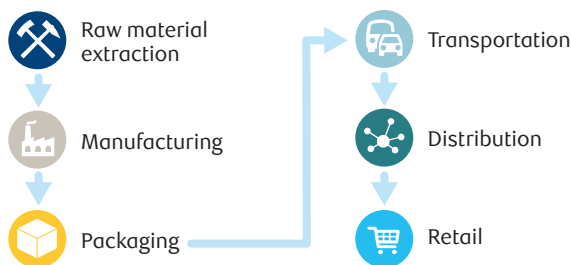 Raw material
extraction
Manufacturing
Packaging
Transportation
Distribution
Retail